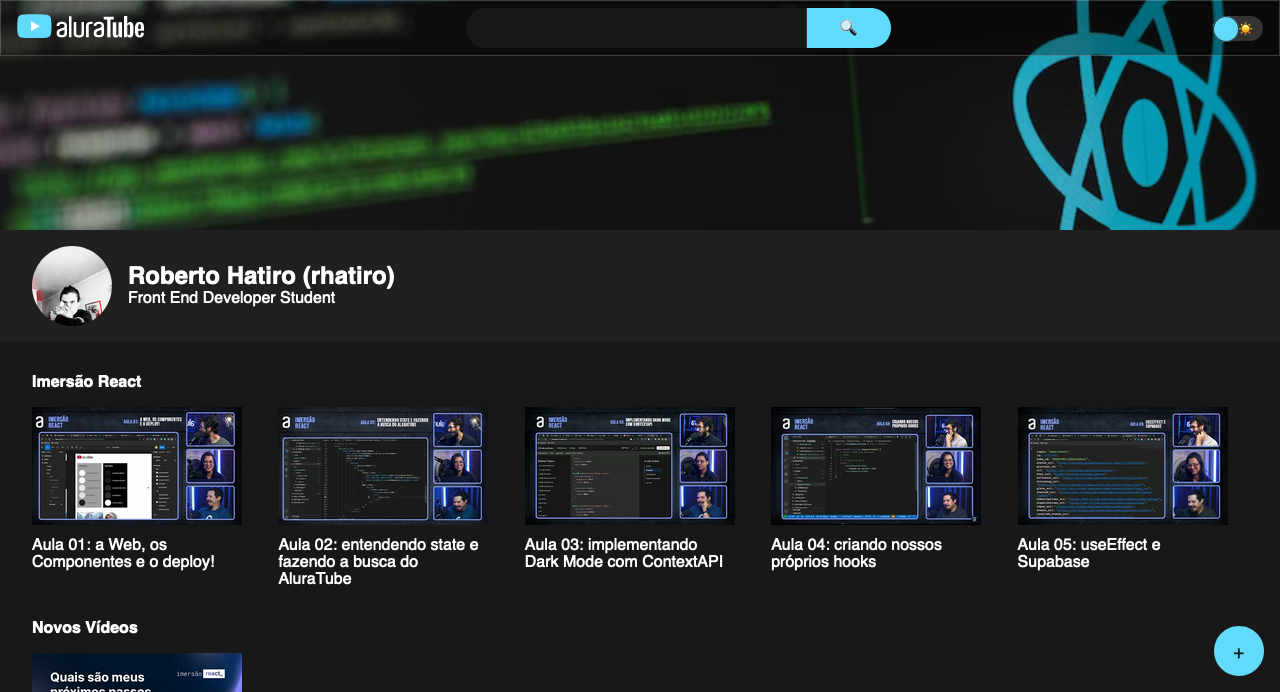 aluraTube
Roberto Hatiro (rhatiro)
Front End Developer Student
Imersão React
a IMERSÃO
REACT
AULA 01: A WEB, OS COMPONENTES
E O DEPLOY!
a IMERSÃO
REACT
AULA 02: ENTENDENDO STATE E FAZENDO
A BUSCA DO ALURATUBE
a IMERSÃO
REACT
AULA 03: IMPLEMENTANDO DARK MODE
COM CONTEXTAPI
a IMERSÃO
REACT
AULA 04: CRIANDO NOSSOS
PRÓPRIOS HOOKS
a IMERSÃO
REACT
AULA 05: USEEFFECT E
SUPABASE
Aula 01: a Web, os
Componentes e o deploy!
Aula 02: entendendo state e
fazendo a busca do
AluraTube
Aula 03: implementando
Dark Mode com ContextAPI
Aula 04: criando nossos
próprios hooks
Aula 05: useEffect e
Supabase
Novos Vídeos
Quais são meus
próximos passos
imersão react_
+